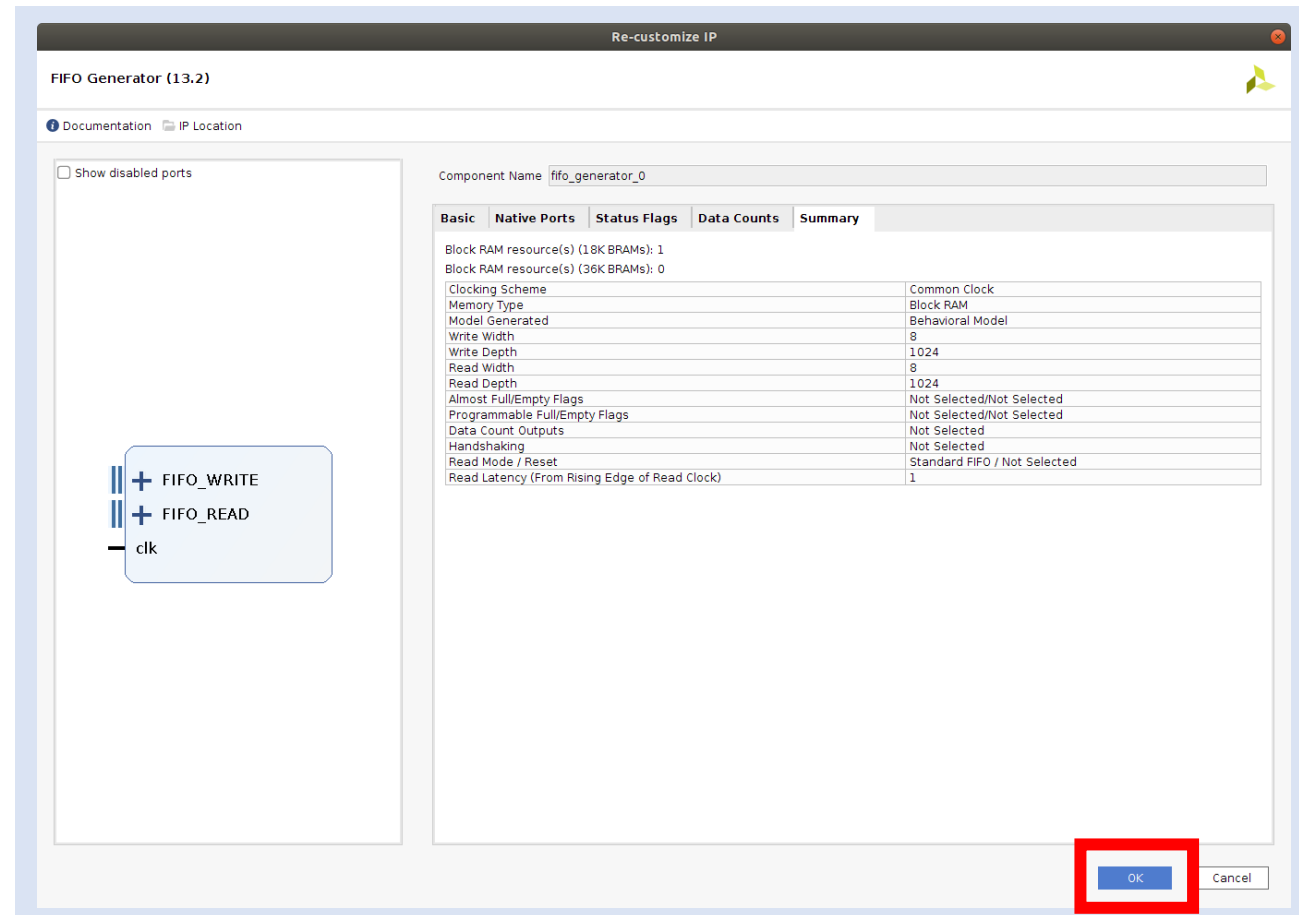 Re-customize IP
FIFO Generator (13.2)
Documentation IP Location
Show disabled ports
FIFO_WRITE
FIFO_READ
clk
Component Name fifo_generator_0
Basic Native Ports Status Flags Data Counts Summary
Block RAM resource(s) (18K BRAMs): 1
Block RAM resource(s) (36K BRAMs): 0
Clocking Scheme Common Clock
Memory Type Block RAM
Model Generated Behavioral Model
Write Width 8
Write Depth 1024
Read Width 8
Read Depth 1024
Almost Full/Empty Flags Not Selected/Not Selected
Programmable Full/Empty Flags Not Selected/Not Selected
Data Count Outputs Not Selected
Handshaking Not Selected
Read Mode / Reset Standard FIFO / Not Selected
Read Latency (From Rising Edge of Read Clock) 1
OK Cancel